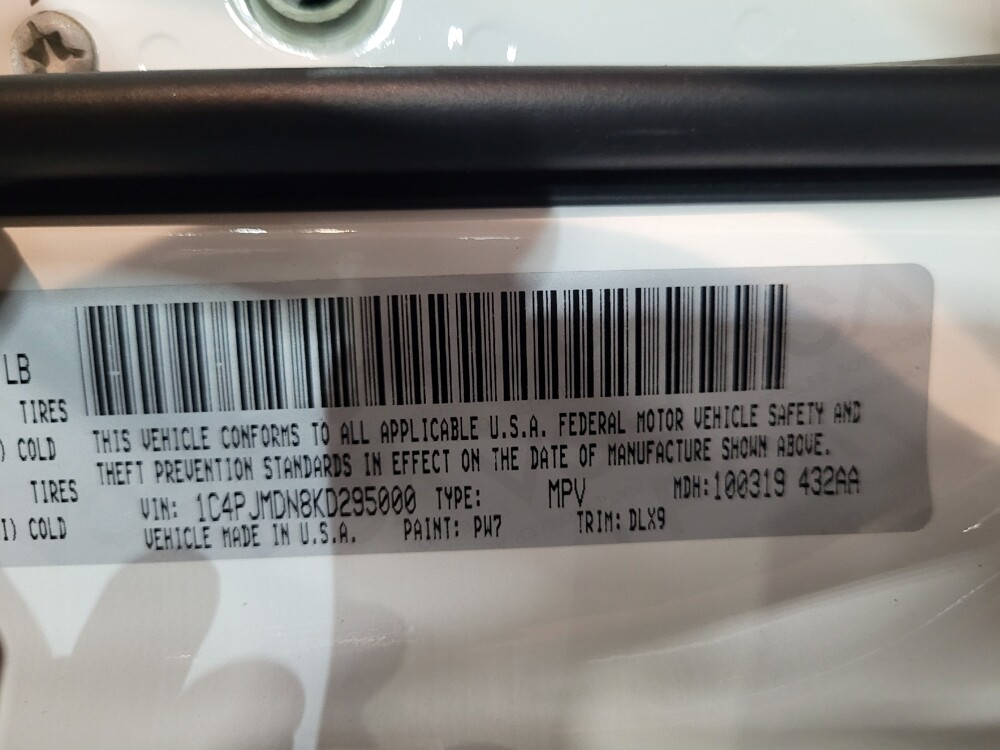 LB
TIRES
) COLD
TIRES
I) COLD
THIS VEHICLE CONFORMS TO ALL APPLICABLE U.S.A. FEDERAL MOTOR VEHICLE SAFETY AND
THEFT PREVENTION STANDARDS IN EFFECT ON THE DATE OF MANUFACTURE SHOWN ABOVE.
VIN: 1C4PJMDN8KD295000 TYPE: MPV MDH:100319 432AA
VEHICLE MADE IN U.S.A. PAINT: PW7 TRIM: DLX9